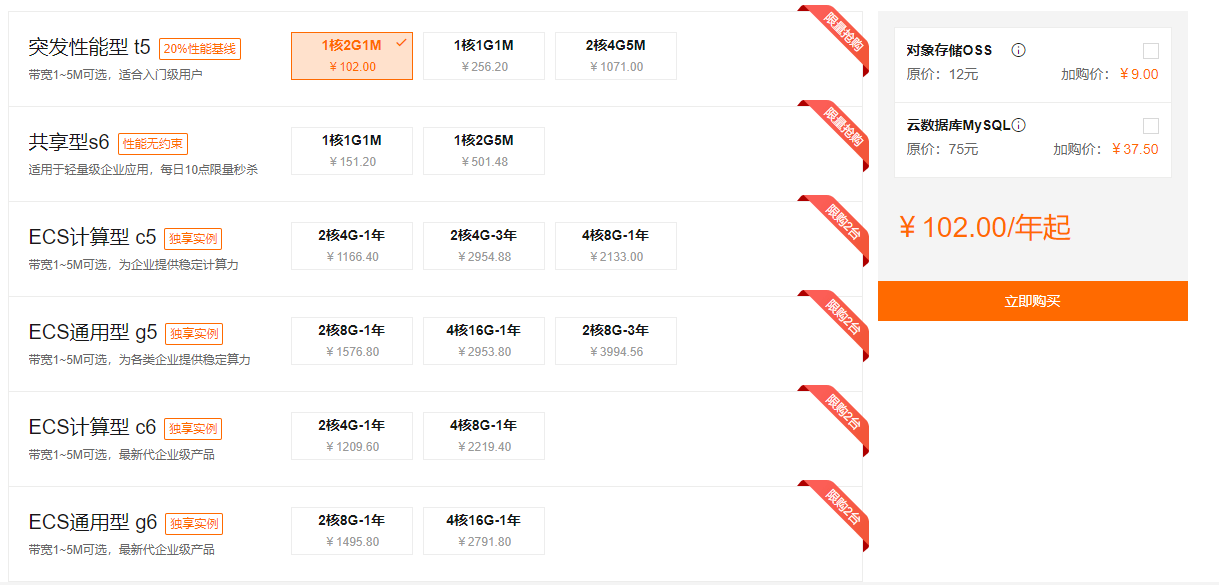 突发性能型 t5 20%性能基线
带宽1~5M可选，适合入门级用户
1核2G1M
￥102.00
1核1G1M
￥256.20
2核4G5M
￥1071.00
限量抢购
共享型s6 性能无约束
适用于轻量级企业应用，每日10点限量秒杀
1核1G1M
￥151.20
1核2G5M
￥501.48
限量抢购
ECS计算型 c5 独享实例
带宽1~5M可选，为企业提供稳定计算力
2核4G-1年
￥1166.40
2核4G-3年
￥2954.88
4核8G-1年
￥2133.00
限购2台
ECS通用型 g5 独享实例
带宽1~5M可选，为各类企业提供稳定算力
2核8G-1年
￥1576.80
4核16G-1年
￥2953.80
2核8G-3年
￥3994.56
限购2台
ECS计算型 c6 独享实例
带宽1~5M可选，最新代企业级产品
2核4G-1年
￥1209.60
4核8G-1年
￥2219.40
限购2台
ECS通用型 g6 独享实例
带宽1~5M可选，最新代企业级产品
2核8G-1年
￥1495.80
4核16G-1年
￥2791.80
限购2台
对象存储OSS
原价：12元 加购价：￥9.00
云数据库MySQL
原价：75元 加购价：￥37.50
￥102.00/年起
立即购买